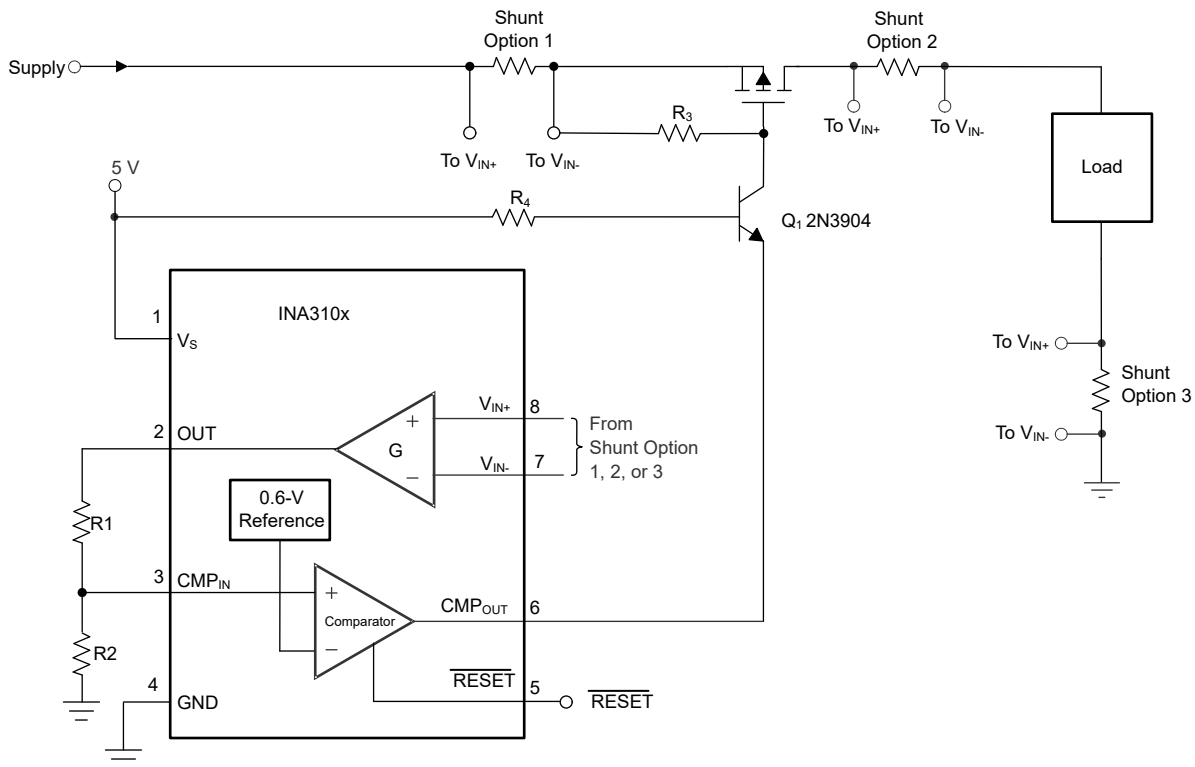 Shunt
Option 1
Shunt
Option 2
Supply
R3
To VIN+
To VIN-
To VIN+
To VIN-
Load
5 V
R4
Q1 2N3904
INA310x
1
VS
To VIN+
Shunt
Option 3
To VIN-
VIN+
8
From
Shunt Option
1, 2, or 3
+
G
−
VIN-
7
2
OUT
0.6-V
Reference
R1
3
CMPIN
+
Comparator
−
CMPOUT
6
R2
4
GND
RESET
5
RESET